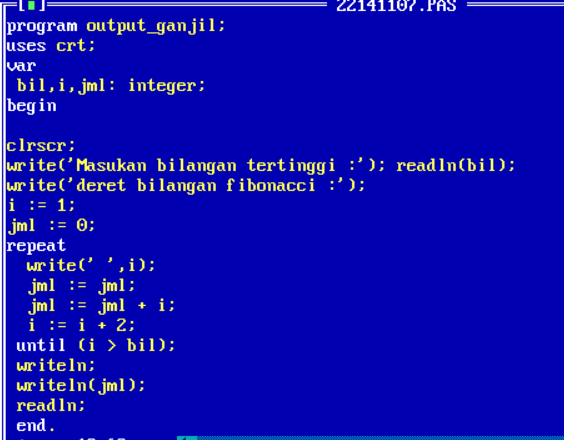 22141107.PAS
program output_ganjil;
uses crt;
var
bil,i,jml: integer;
begin
clrscr;
write('Masukan bilangan tertinggi :'); readln(bil);
write('deret bilangan fibonacci :');
i := 1;
jml := 0;
repeat
write(' ',i);
jml := jml;
jml := jml + i;
i := i + 2;
until (i > bil);
writeln;
writeln(jml);
readln;
end.